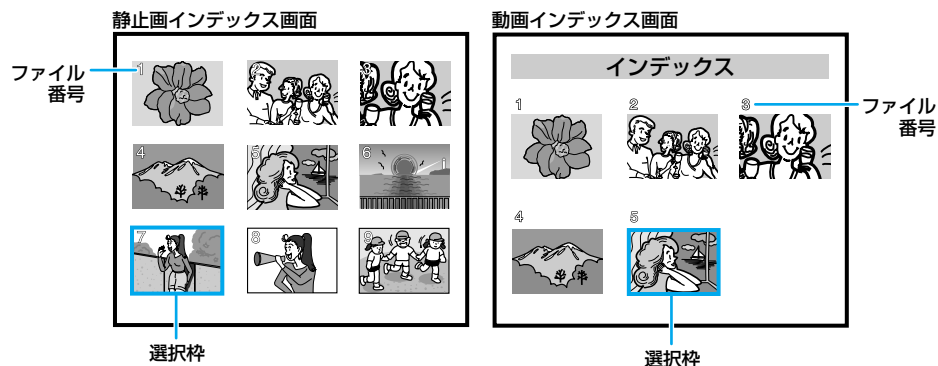 静止画インデックス画面
ファイル
番号
1
4
5
6
7
8
9
選択枠
動画インデックス画面
インデックス
1
2
3
ファイル
番号
4
5
選択枠